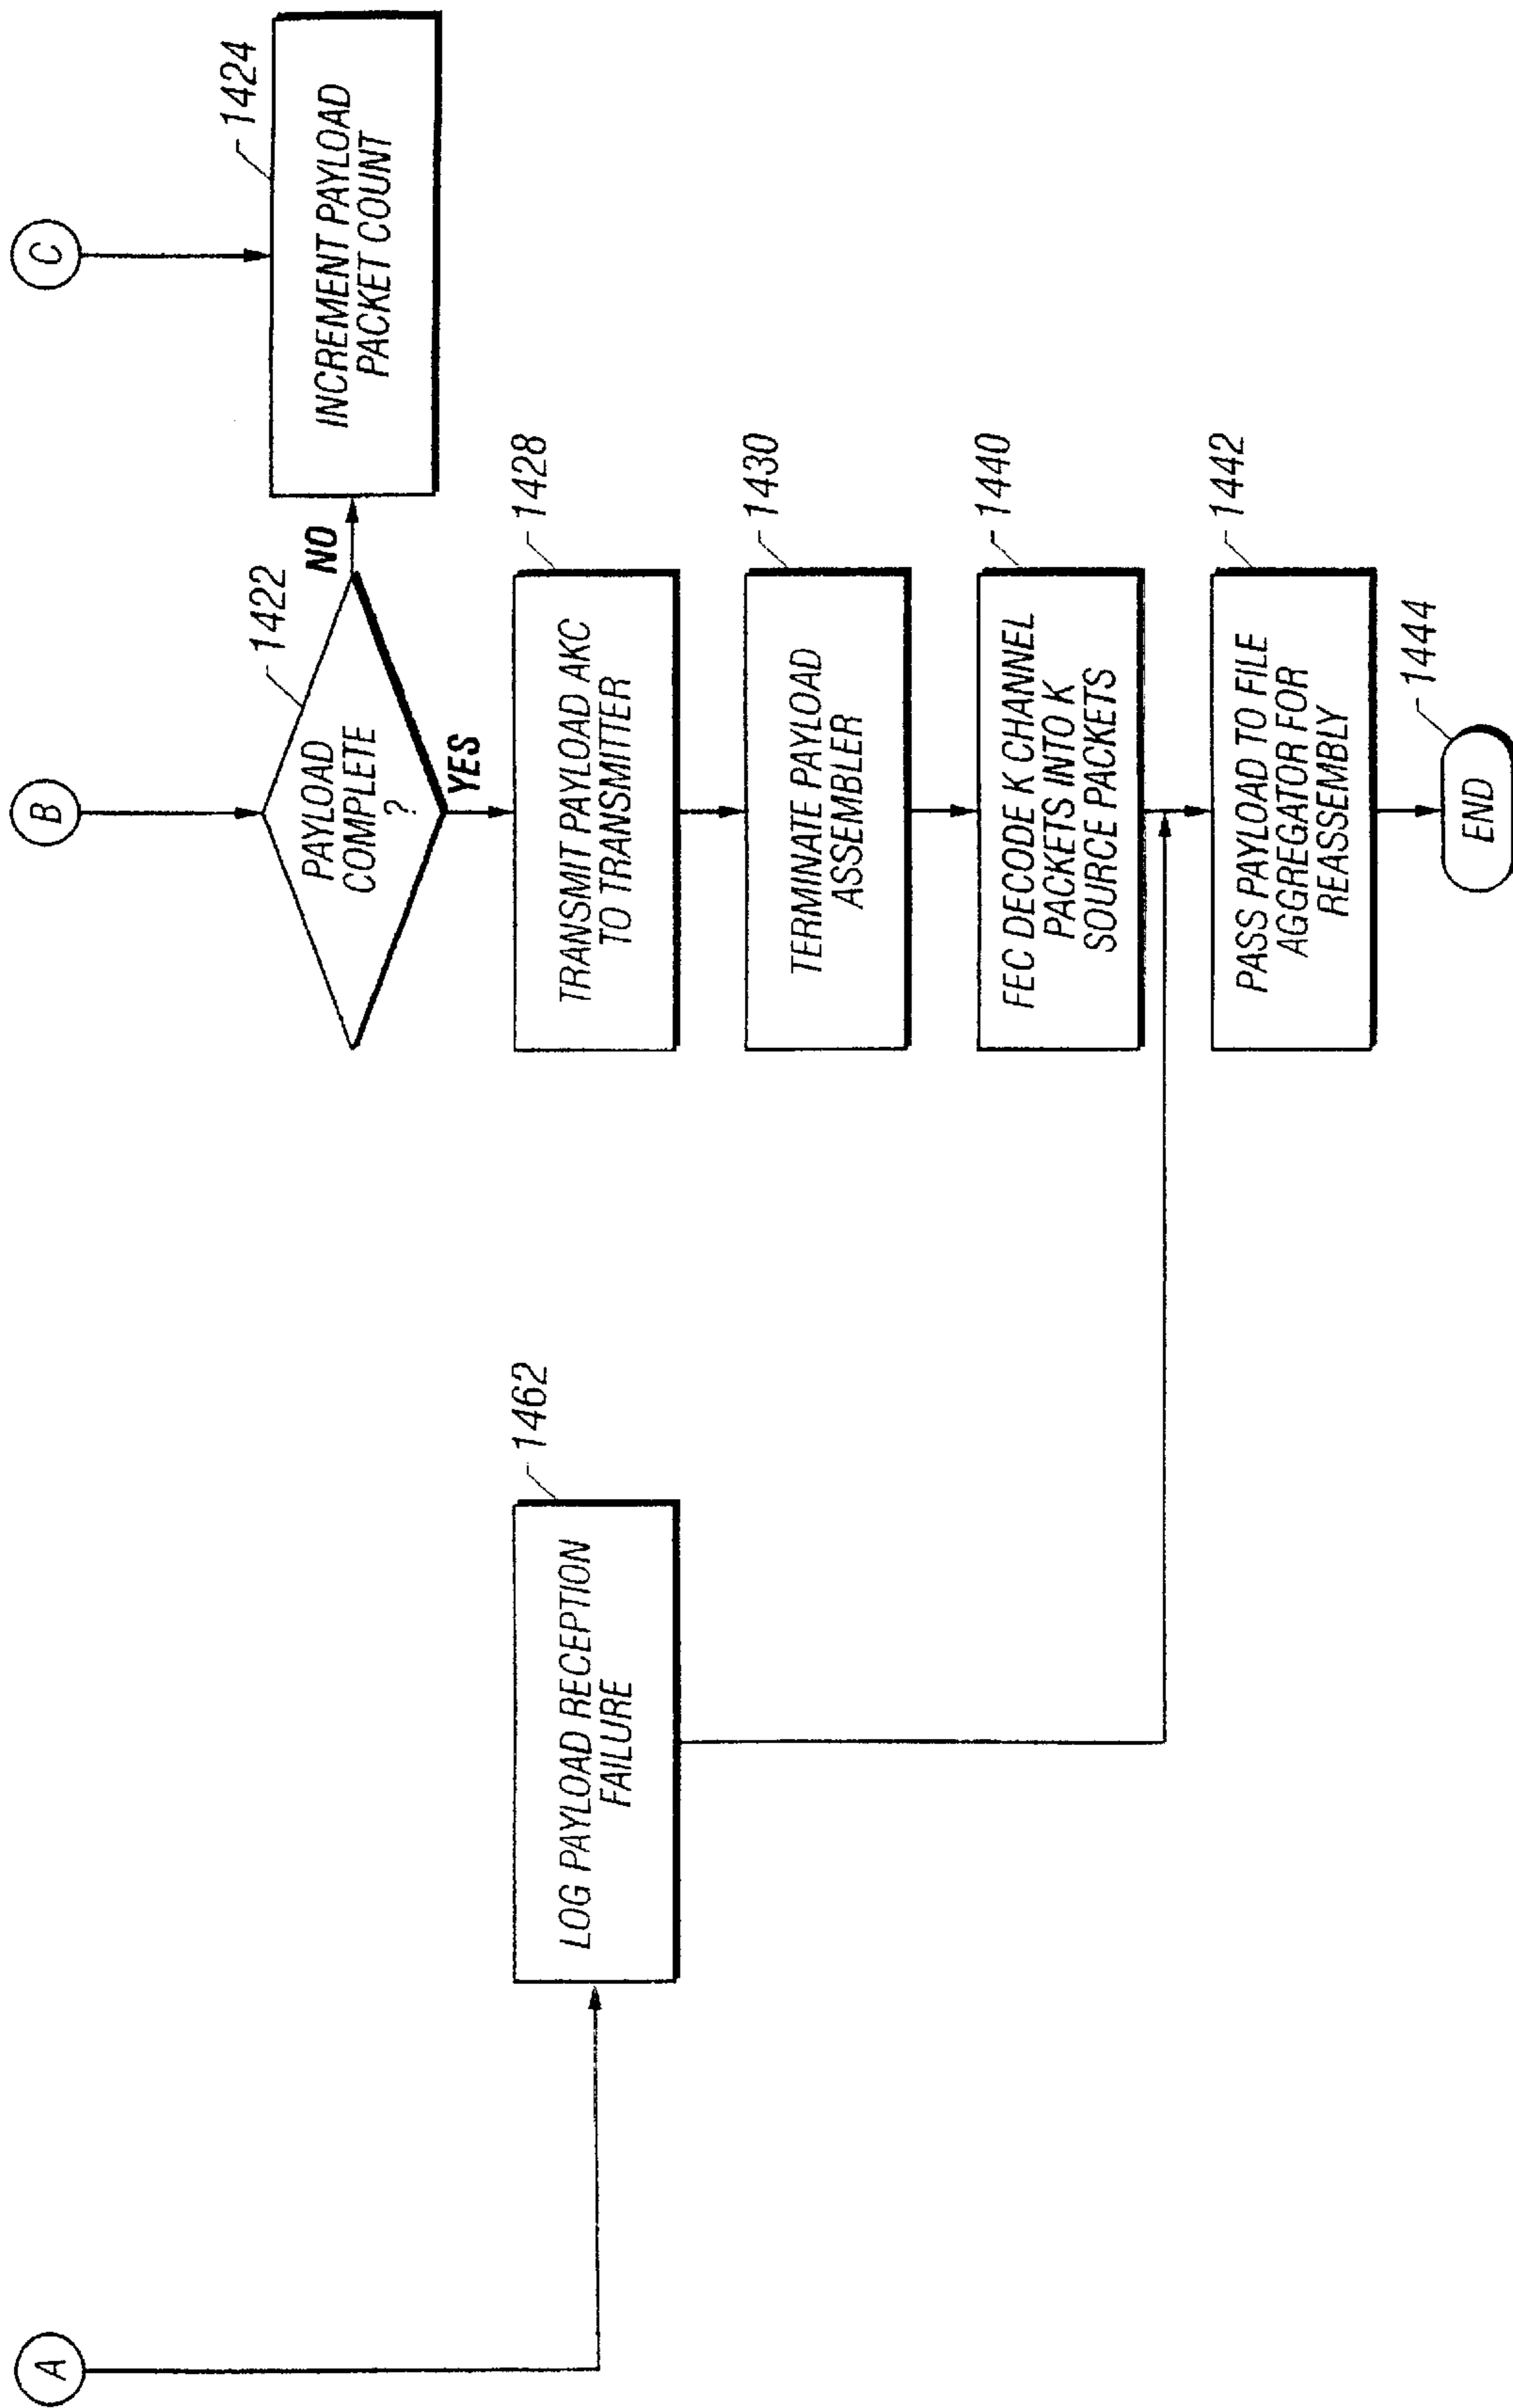 A
B
C
1422
PAYLOAD
COMPLETE
?
NO
YES
1424
INCREMENT PAYLOAD
PACKET COUNT
1462
LOG PAYLOAD RECEPTION
FAILURE
1428
TRANSMIT PAYLOAD AKC
TO TRANSMITTER
1430
TERMINATE PAYLOAD
ASSEMBLER
1440
FEC DECODE K CHANNEL
PACKETS INTO K
SOURCE PACKETS
1442
PASS PAYLOAD TO FILE
AGGREGATOR FOR
REASSEMBLY
1444
END